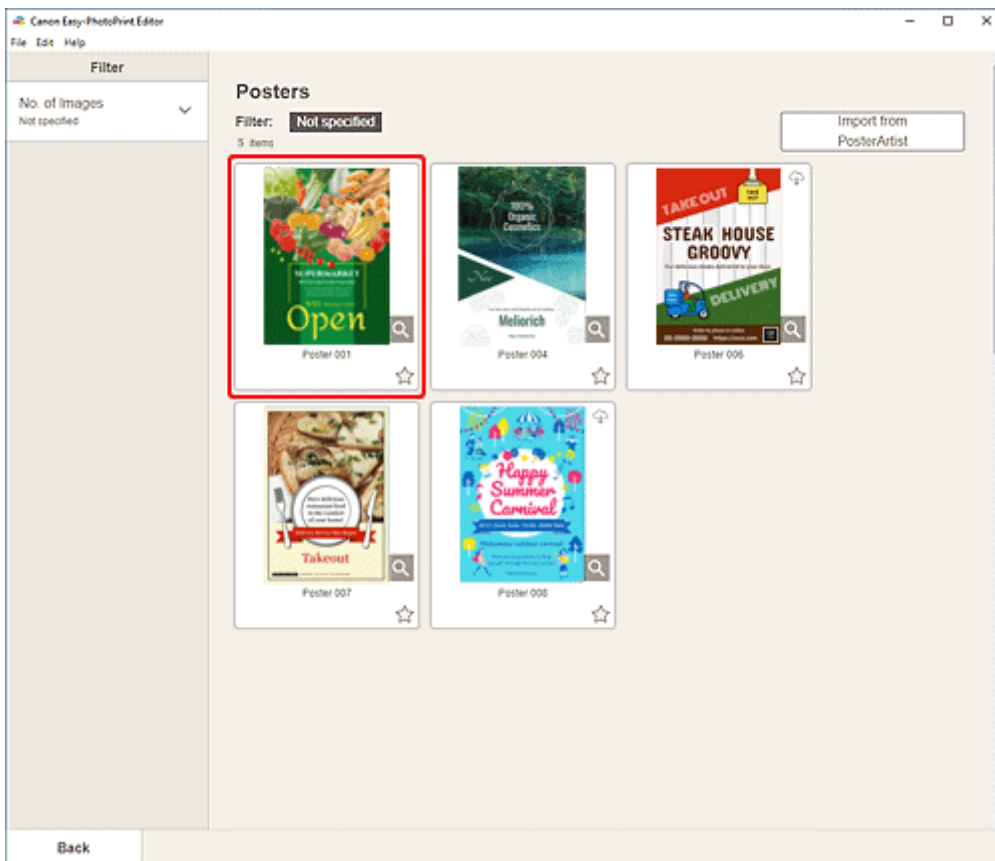 Canon Easy-PhotoPrint Editor
File Edit Help
Filter
No. of Images
Not specified
Posters
Filter: Not specified
5 items
Import from
PosterArtist
SUPERMARKET
Open
Poster 001
100%
Organic
Cosmetics
Meliorich
Poster 004
TAKE OUT
TAKE
OUT
STEAK HOUSE
GROOVY
DELIVERY
Poster 006
Takeout
Poster 007
Happy
Summer
Carnival
Poster 008
Back